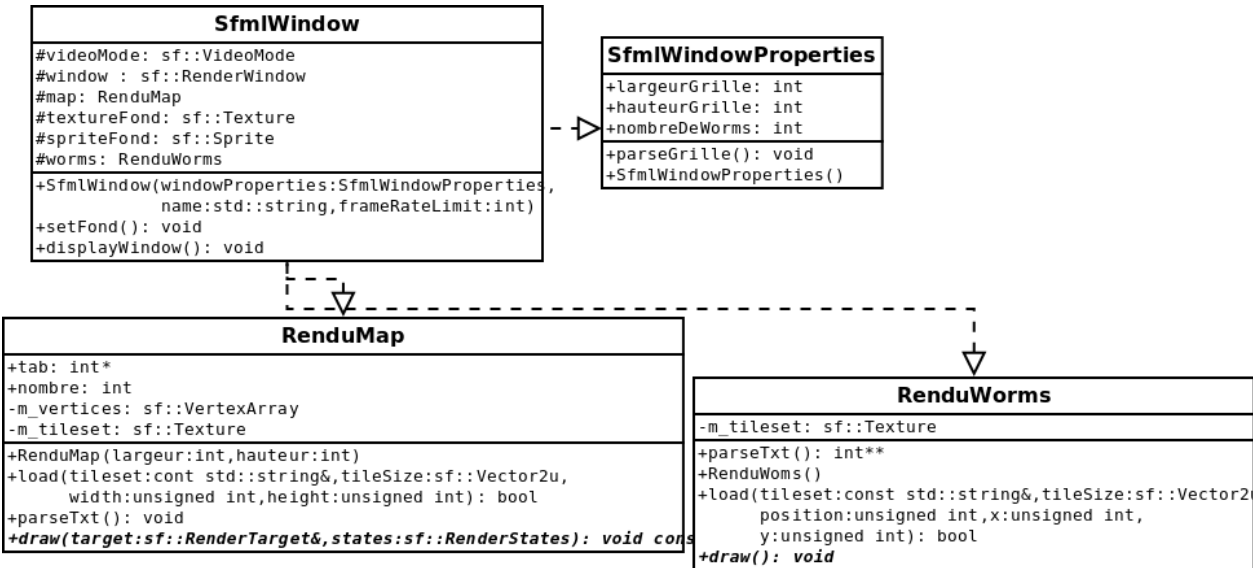 SfmlWindow
#videoMode: sf::VideoMode
#window : sf::RenderWindow
#map: RenduMap
#textureFond: sf::Texture
#spriteFond: sf::Sprite
#worms: RenduWorms
+SfmlWindow(windowProperties:SfmlWindowProperties,
name:std::string,frameRateLimit:int)
+setFond(): void
+displayWindow(): void
SfmlWindowProperties
+largeurGrille: int
+hauteurGrille: int
+nombreDeWorms: int
+parseGrille(): void
+SfmlWindowProperties()
RenduMap
+tab: int*
+nombre: int
-m_vertices: sf::VertexArray
-m_tileset: sf::Texture
+RenduMap(largeur:int,hauteur:int)
+load(tileset:cont std::string&,tileSize:sf::Vector2u,
width:unsigned int,height:unsigned int): bool
+parseTxt(): void
+draw(target:sf::RenderTarget&,states:sf::RenderStates): void cons
RenduWorms
-m_tileset: sf::Texture
+parseTxt(): int**
+RenduWoms()
+load(tileset:const std::string&,tileSize:sf::Vector2u
position:unsigned int,x:unsigned int,
y:unsigned int): bool
+draw(): void